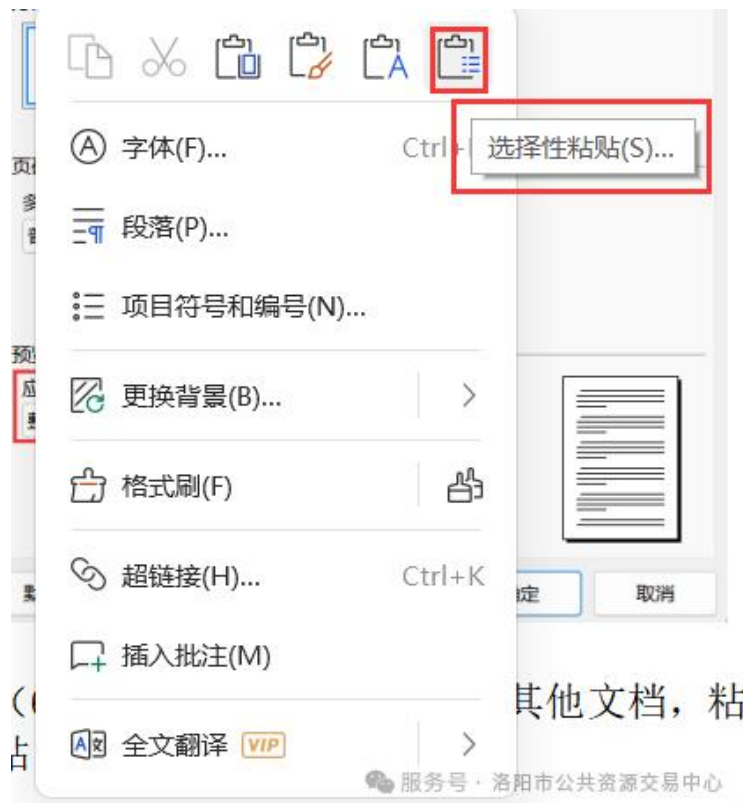 字体(F)...
Ctrl+
选择性粘贴(S)...
段落(P)...
项目符号和编号(N)...
更换背景(B)...
格式刷(F)
超链接(H)...
Ctrl+K
取消
插入批注(M)
其他文档，粘
全文翻译 VIP
服务号 · 洛阳市公共资源交易中心